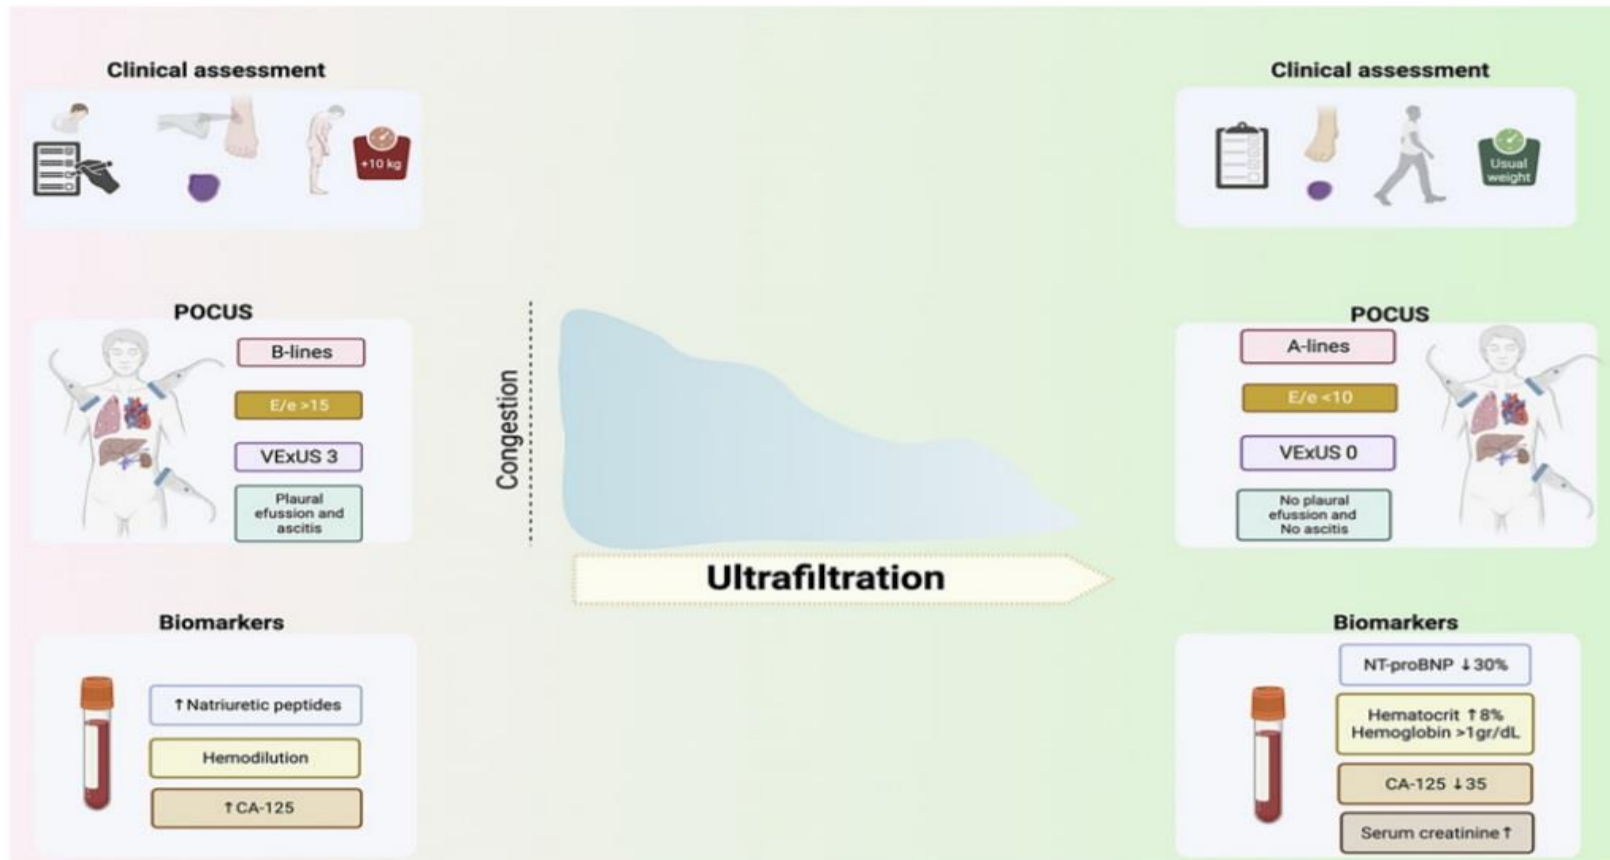 Clinical assessment
+10 kg
POCUS
B-lines
E/e >15
VExUS 3
Plaural
efussion and
ascitis
Biomarkers
↑Natriuretic peptides
Hemodilution
↑CA-125
Congestion
Ultrafiltration
Clinical assessment
Usual
weight
POCUS
A-lines
E/e <10
VExUS 0
No plaural
efussion and
No ascitis
Biomarkers
NT-proBNP ↓30%
Hematocrit ↑8%
Hemoglobin >1gr/dL
CA-125 ↓35
Serum creatinine↑